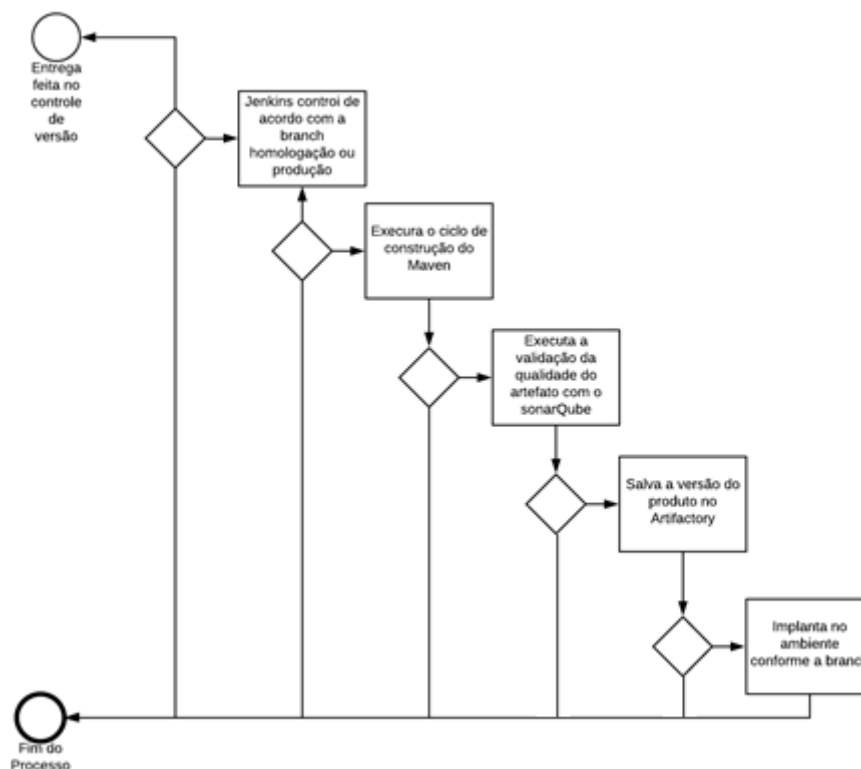 Entrega
feita no
controle
de
versão
Jenkins controi de
acordo com a
branch
homologação ou
produção
Execura o ciclo de
construção do
Maven
Executa a
validação da
qualidade do
artefato com o
sonarQube
Salva a versão do
produto no
Artifactory
Implanta no
ambiente
conforme a branch
Fim do
Processo